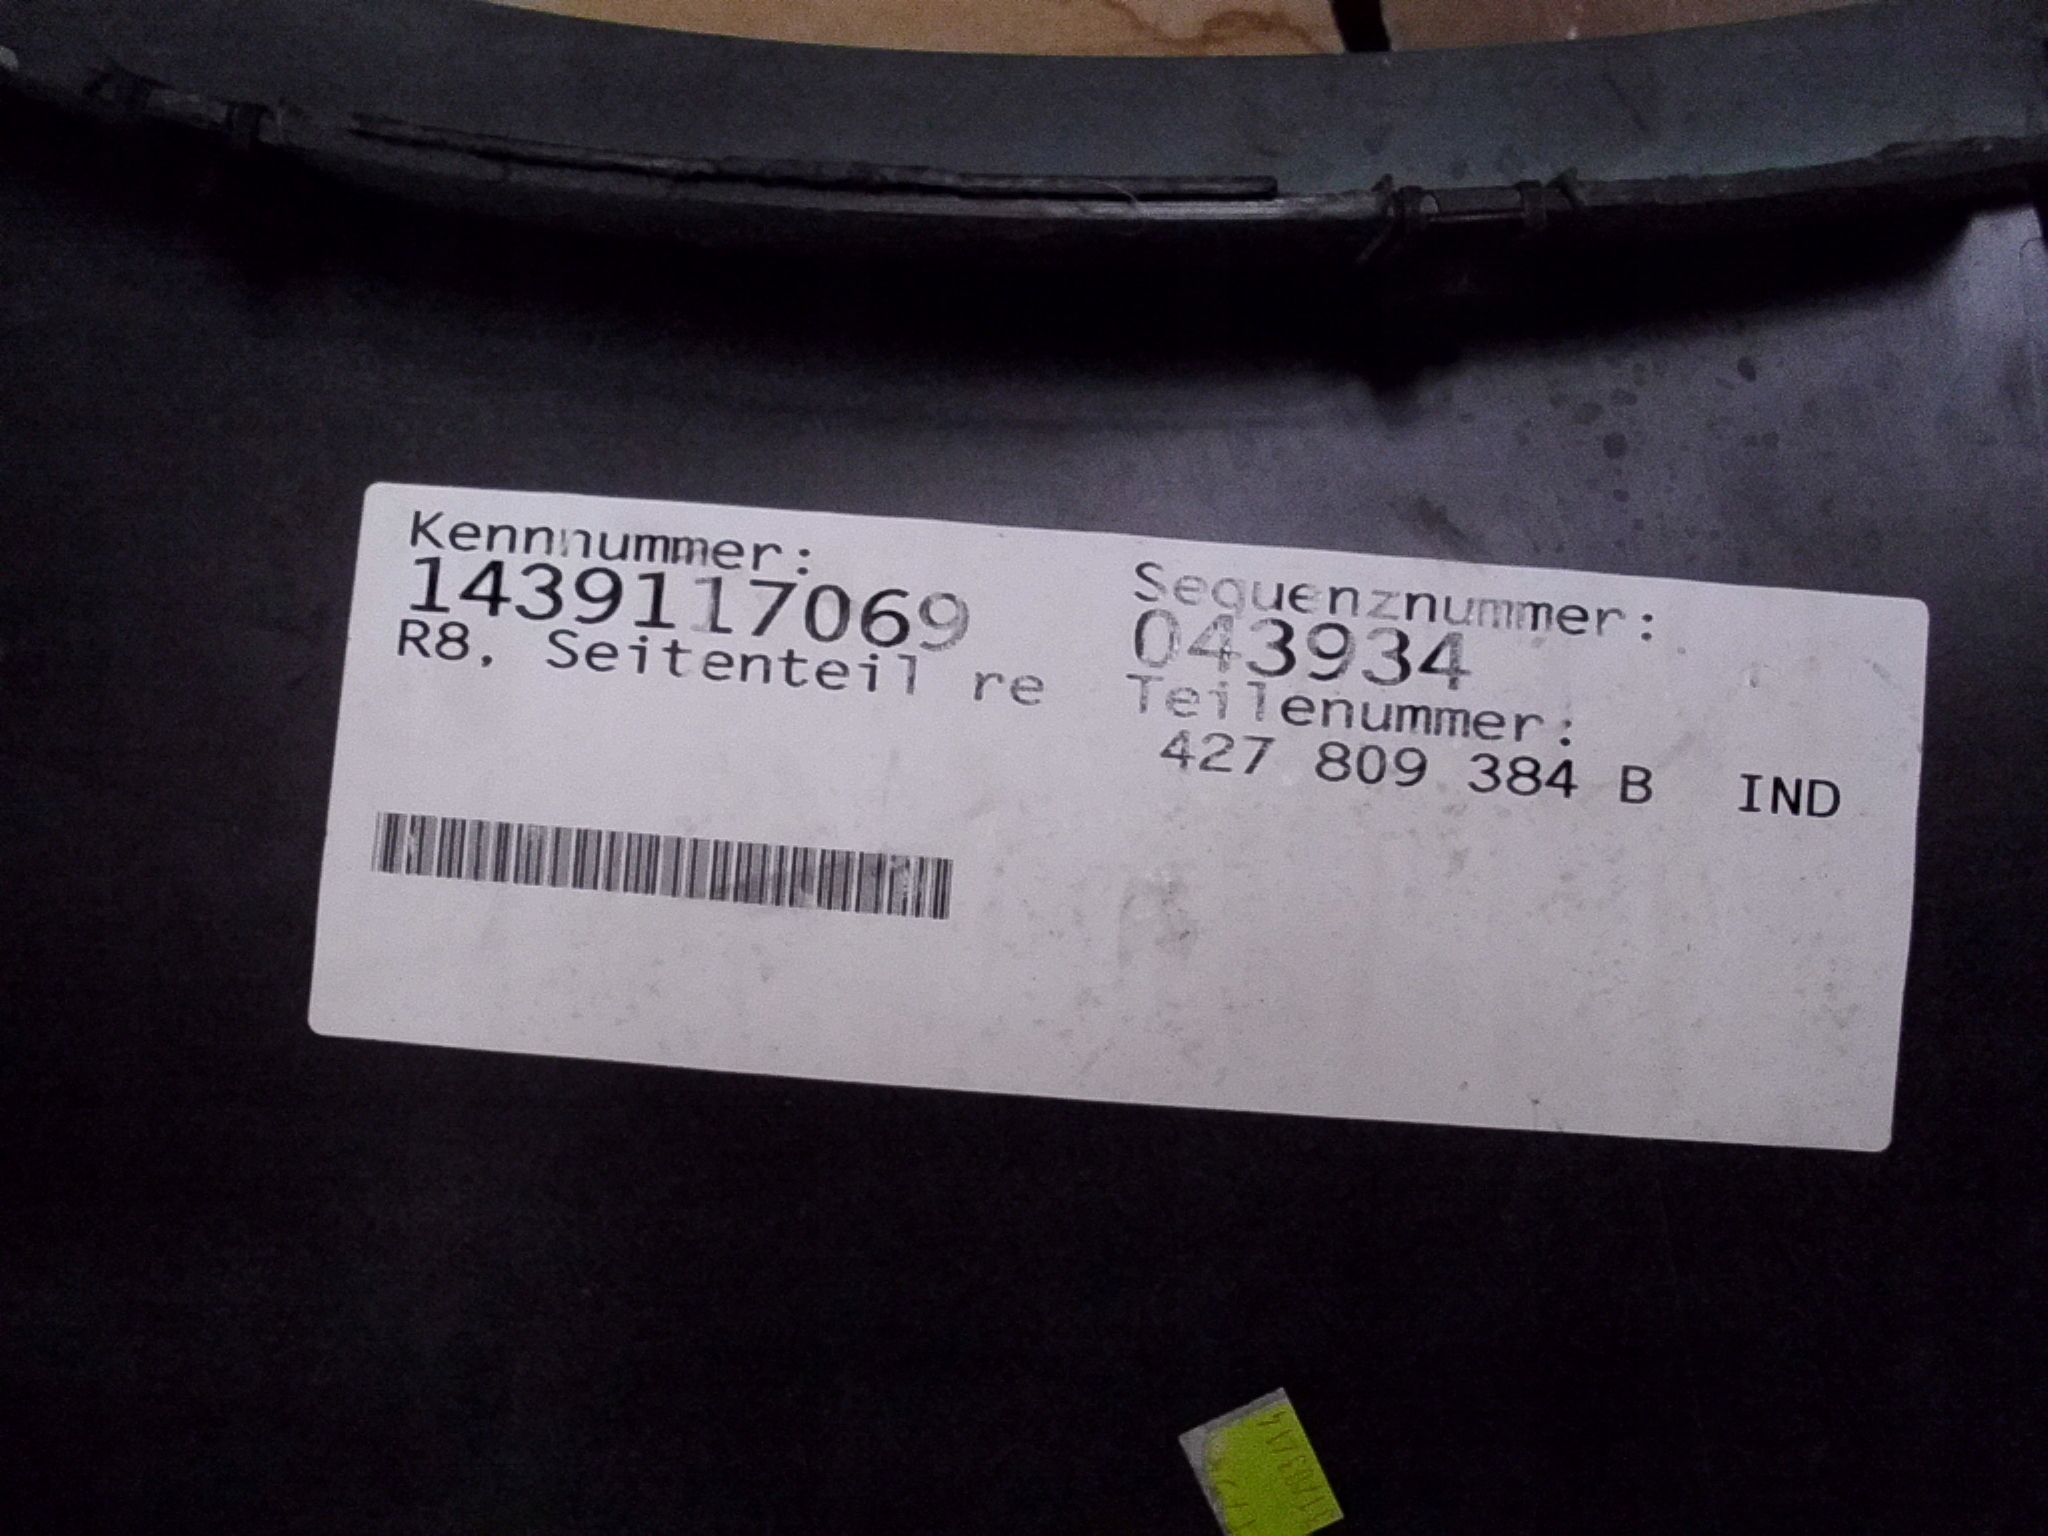 Kennnummer:
1439117069
R8, Seitenteil re
Sequenznummer:
043934
Teilenummer:
427 809 384 B IND